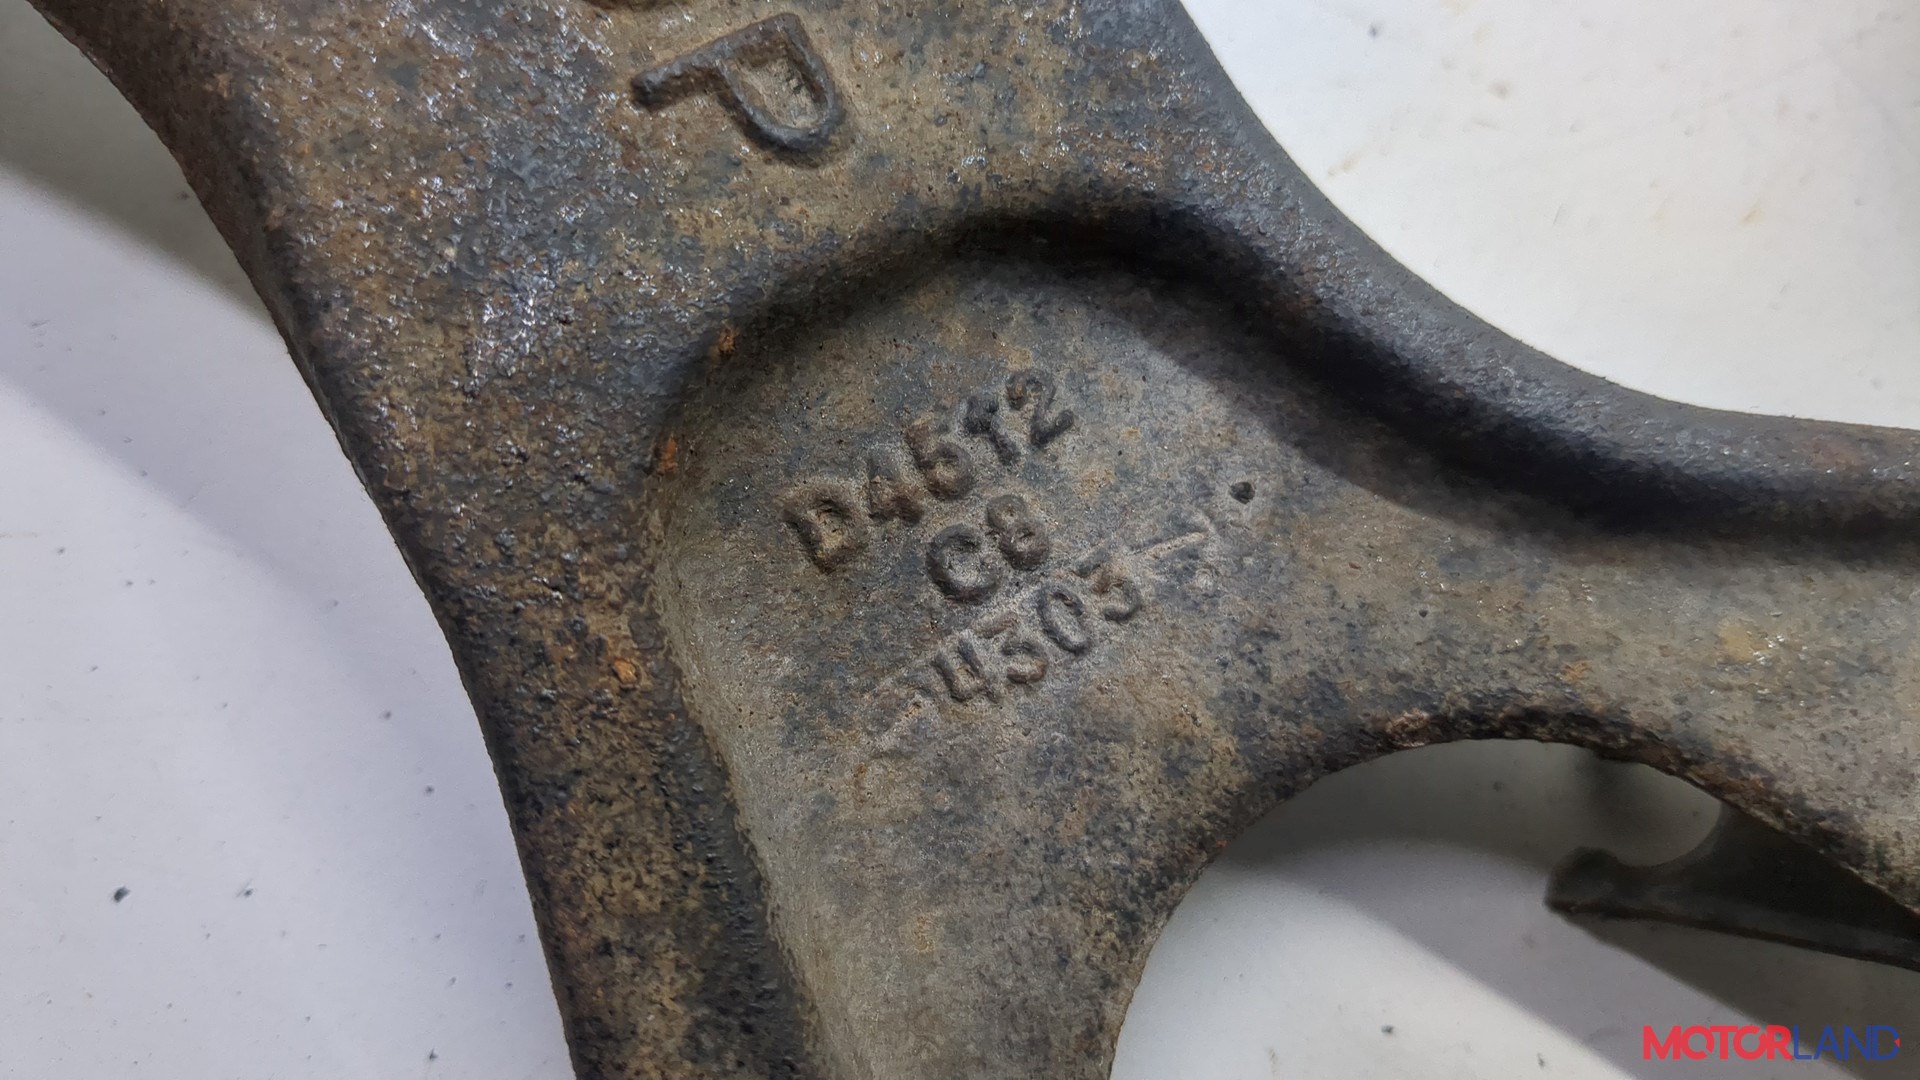 P
D4512
C8
4303
MOTORLAND